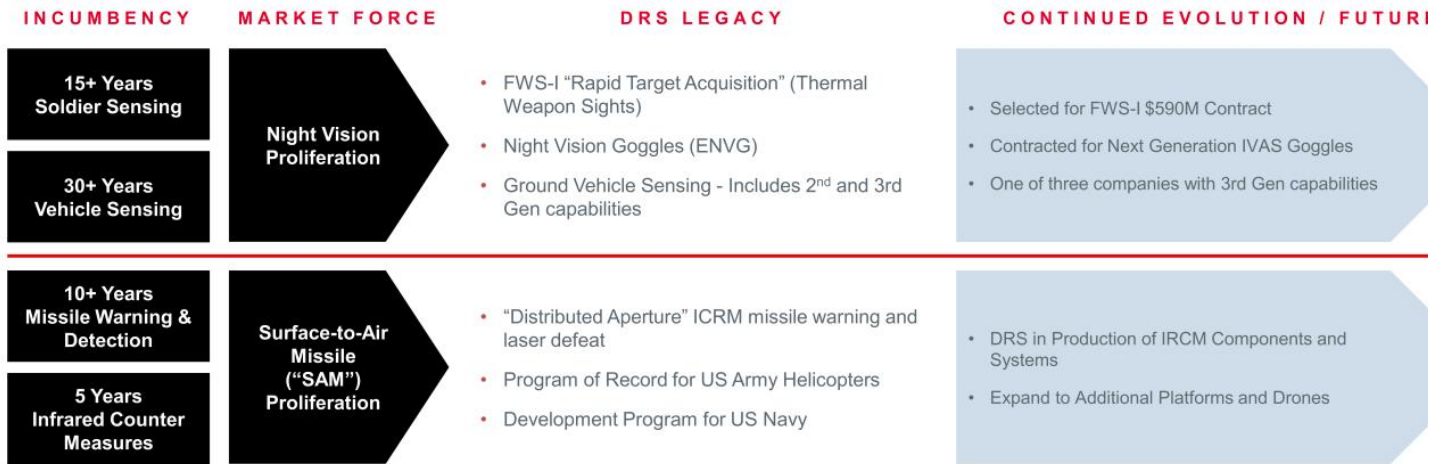 INCUMBENCY
MARKET FORCE
DRS LEGACY
CONTINUED EVOLUTION / FUTUR
15+ Years
Soldier Sensing
30+ Years
Vehicle Sensing
Night Vision
Proliferation
• FWS-I “Rapid Target Acquisition” (Thermal
Weapon Sights)
• Night Vision Goggles (ENVG)
• Ground Vehicle Sensing - Includes 2nd and 3rd
Gen capabilities
• Selected for FWS-I $590M Contract
• Contracted for Next Generation IVAS Goggles
• One of three companies with 3rd Gen capabilities
10+ Years
Missile Warning &
Detection
5 Years
Infrared Counter
Measures
Surface-to-Air
Missile
(“SAM”)
Proliferation
• “Distributed Aperture” ICRM missile warning and
laser defeat
• Program of Record for US Army Helicopters
• Development Program for US Navy
• DRS in Production of IRCM Components and
Systems
• Expand to Additional Platforms and Drones